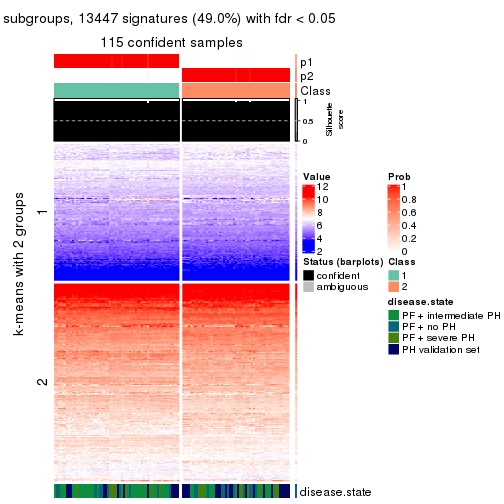 subgroups, 13447 signatures (49.0%) with fdr < 0.05
115 confident samples
p1
p2
Class
1
0.5
0
Silhouette
score
k-means with 2 groups
1
2
Value
12
10
8
6
4
2
Prob
1
0.8
0.6
0.4
0.2
0
Status (barplots)
confident
ambiguous
Class
1
2
disease.state
PF + intermediate PH
PF + no PH
PF + severe PH
PH validation set
disease.state